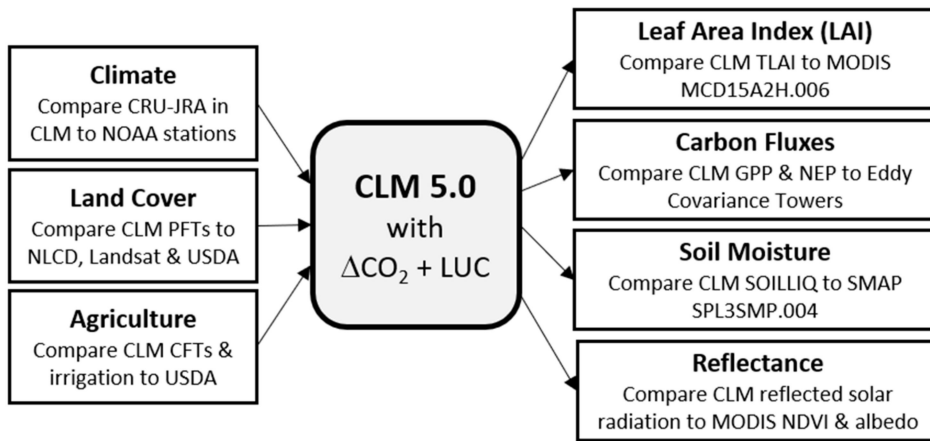 Climate
Compare CRU-JRA in
CLM to NOAA stations
Land Cover
Compare CLM PFTs to
NLCD, Landsat & USDA
Agriculture
Compare CLM CFTs &
irrigation to USDA
CLM 5.0
with
ΔCO₂ + LUC
Leaf Area Index (LAI)
Compare CLM TLAI to MODIS
MCD15A2H.006
Carbon Fluxes
Compare CLM GPP & NEP to Eddy
Covariance Towers
Soil Moisture
Compare CLM SOILLIQ to SMAP
SPL3SMP.004
Reflectance
Compare CLM reflected solar
radiation to MODIS NDVI & albedo